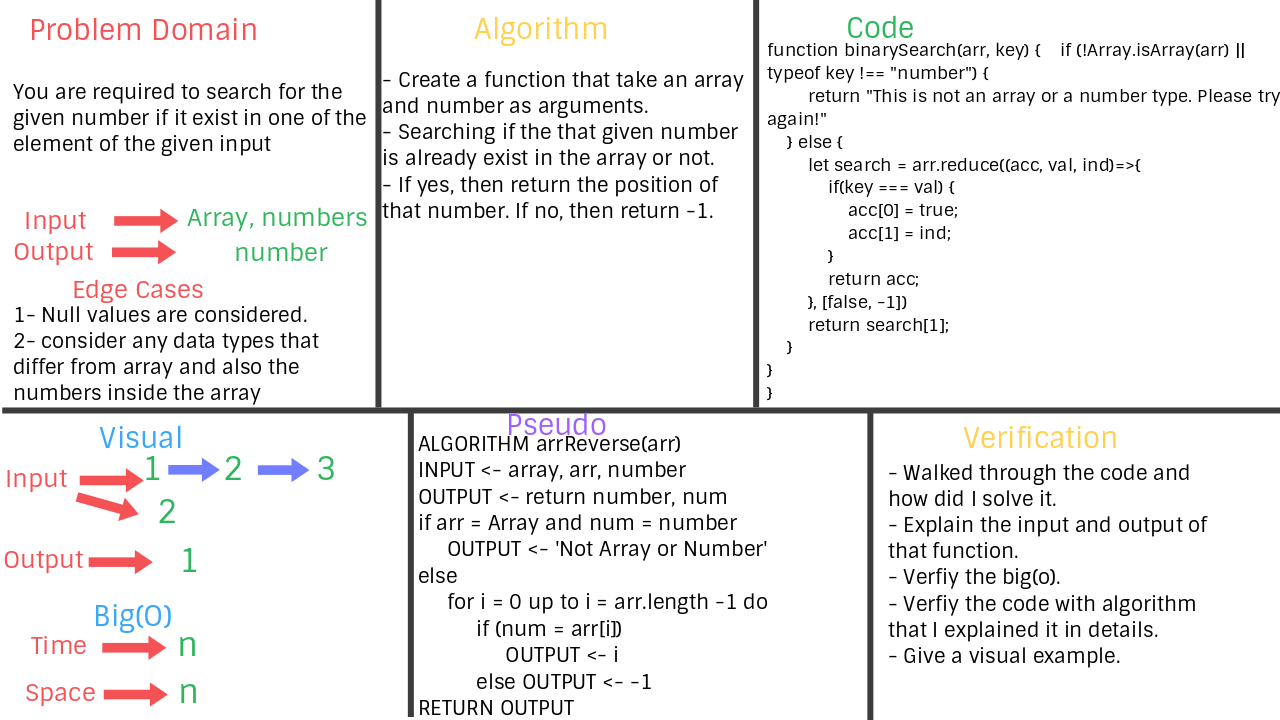 Problem Domain
You are required to search for the
given number if it exist in one of the
element of the given input
Input
Array, numbers
Output
number
Edge Cases
1- Null values are considered.
2- consider any data types that
differ from array and also the
numbers inside the array
Algorithm
- Create a function that take an array
and number as arguments.
- Searching if the that given number
is already exist in the array or not.
- If yes, then return the position of
that number. If no, then return -1.
Code
function binarySearch(arr, key) {    if (!Array.isArray(arr) ||
typeof key !== "number") {
        return "This is not an array or a number type. Please try
again!"
    } else {
        let search = arr.reduce((acc, val, ind)=>{
            if(key === val) {
                acc[0] = true;
                acc[1] = ind;
            }
            return acc;
        }, [false, -1])
        return search[1];
    }
}
}
Visual
Input
1 2 3
2
Output
1
Big(O)
Time
n
Space
n
Pseudo
ALGORITHM arrReverse(arr)
INPUT <- array, arr, number
OUTPUT <- return number, num
if arr = Array and num = number
    OUTPUT <- 'Not Array or Number'
else
    for i = 0 up to i = arr.length -1 do
        if (num = arr[i])
            OUTPUT <- i
        else OUTPUT <- -1
RETURN OUTPUT
Verification
- Walked through the code and
how did I solve it.
- Explain the input and output of
that function.
- Verfiy the big(o).
- Verfiy the code with algorithm
that I explained it in details.
- Give a visual example.